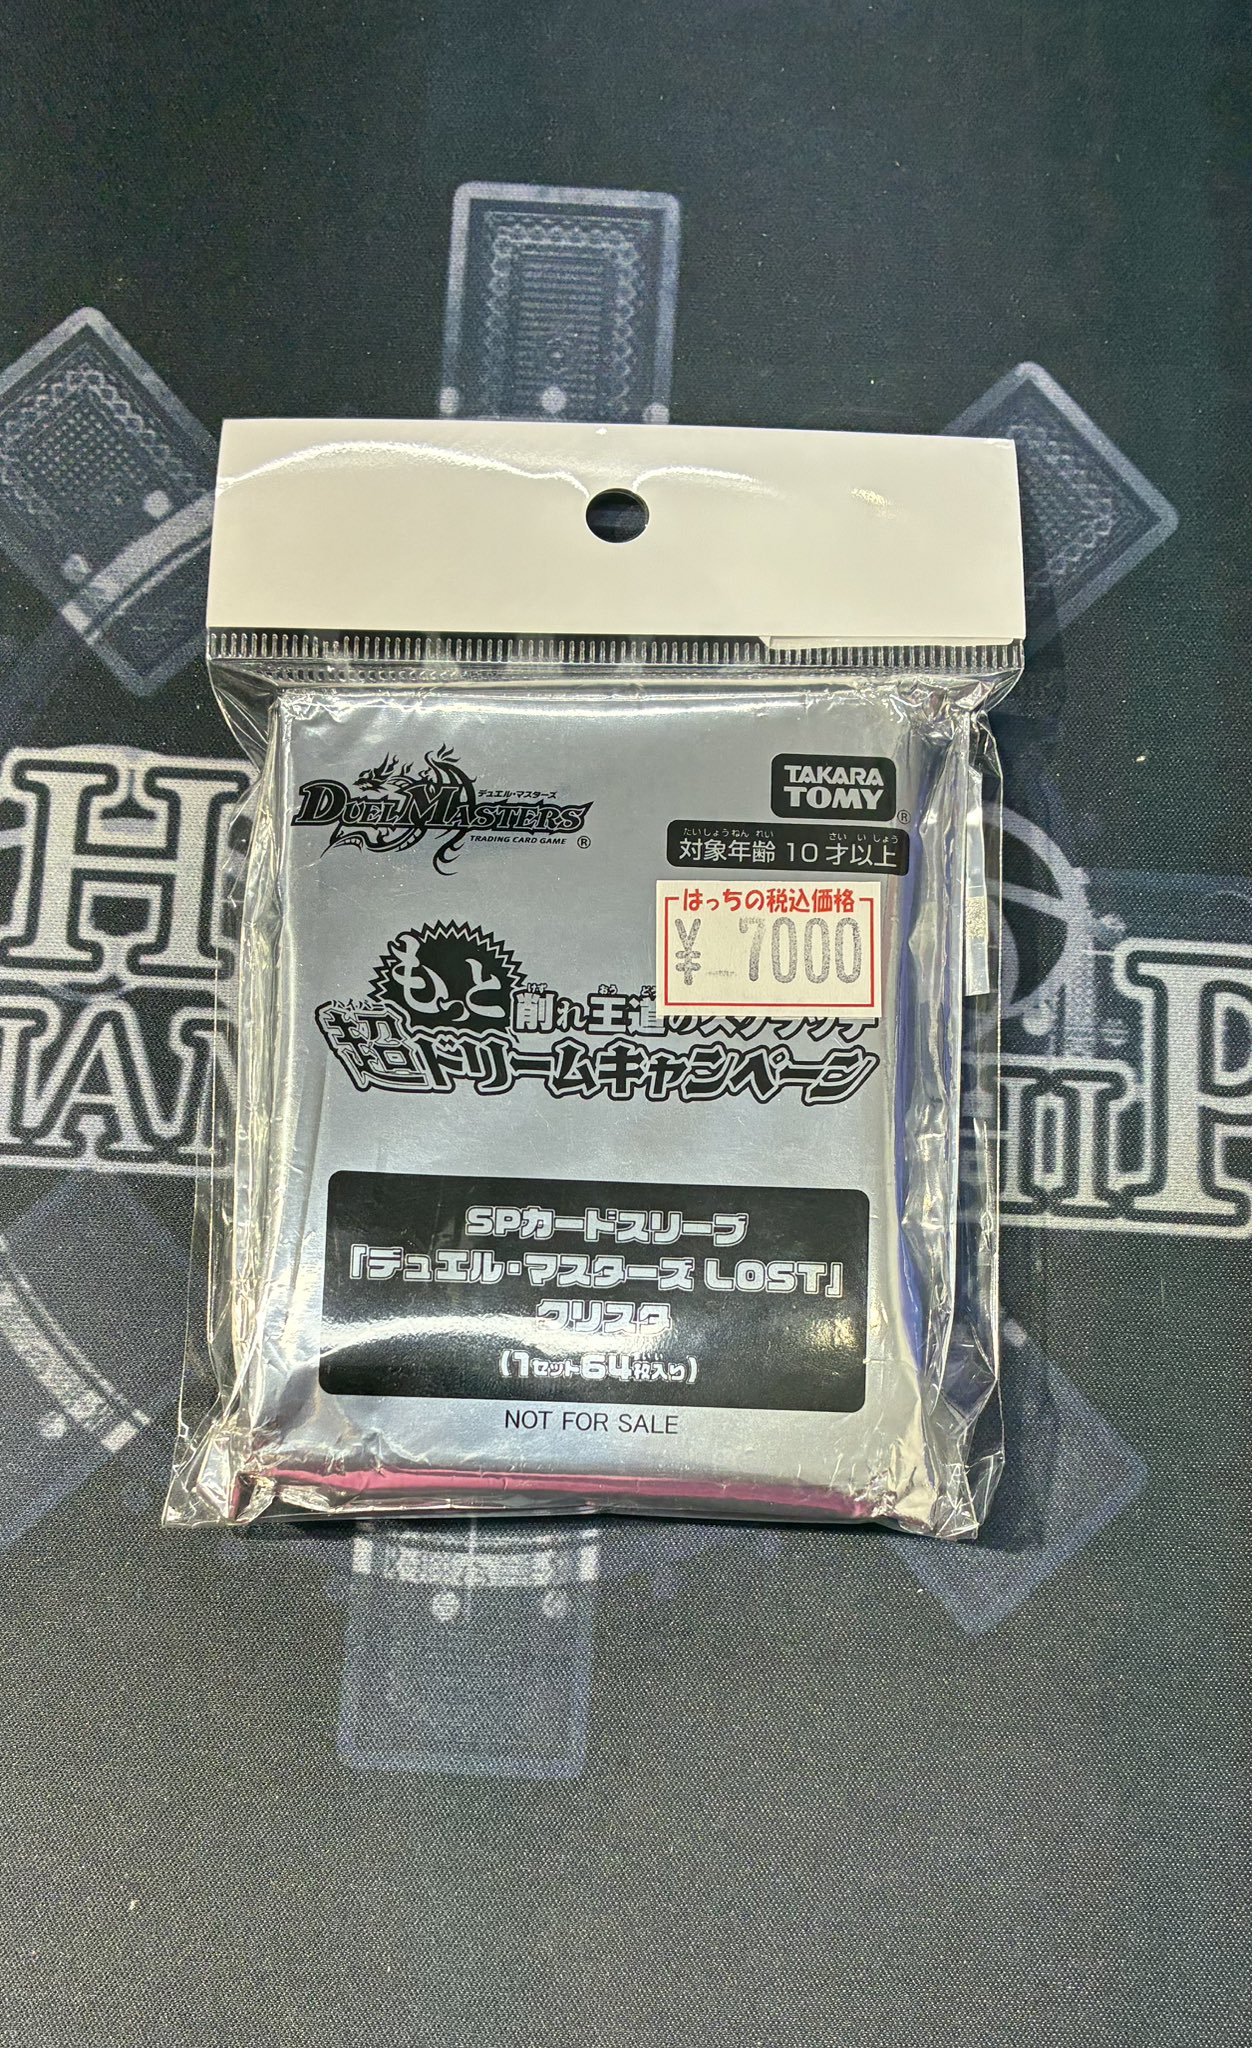 デュエル・マスターズ
DUEL MASTERS
TRADING CARD GAME ®
TAKARA
TOMY ®
たいしょうねんれい さいいじょう
対象年齢 10 才以上
はっちの税込価格
¥ 7000
もっと
けず おう どう
削れ王道のスクラッチ
ハイパー
超ドリームキャンペーン
SPカードスリーブ
「デュエル・マスターズ LOST」
クリスタ
(1セット64枚入り)
NOT FOR SALE